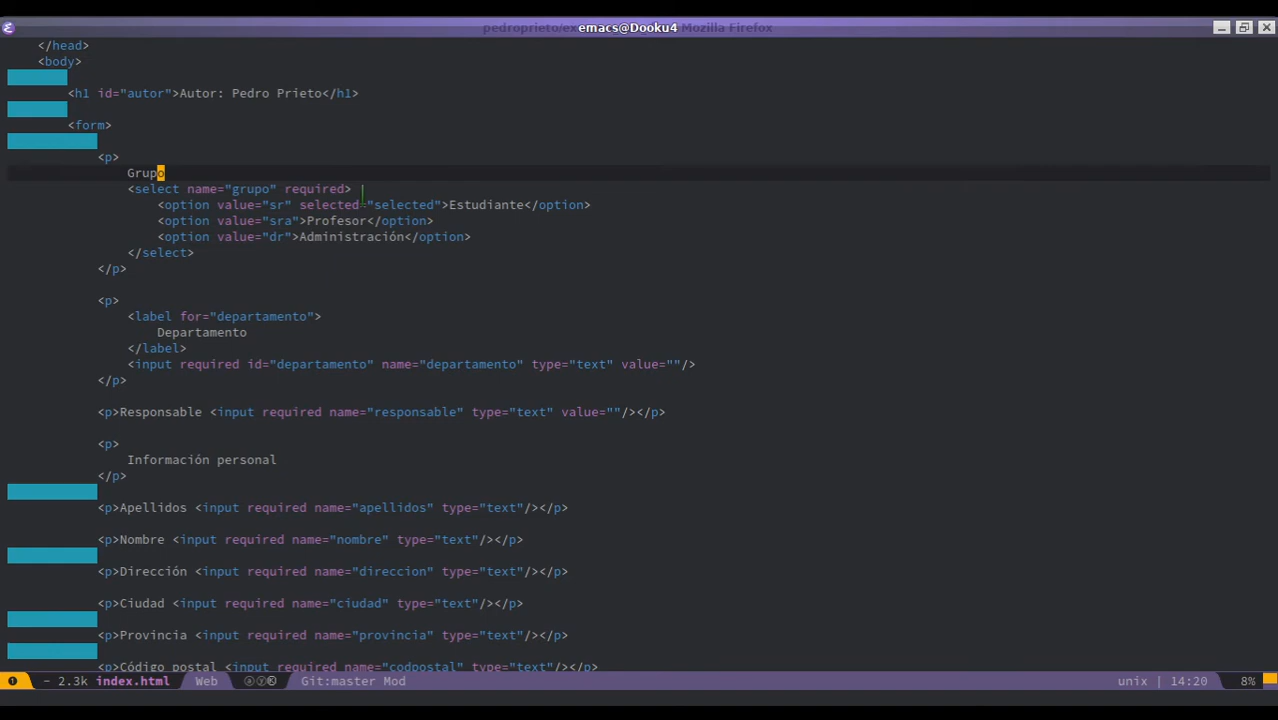 pedroprieto/ex emacs@Dooku4 Mozilla Firefox
</head>
<body>
<h1 id="autor">Autor: Pedro Prieto</h1>
<form>
<p>
Grupo
<select name="grupo" required>
<option value="sr" selected="selected">Estudiante</option>
<option value="sra">Profesor</option>
<option value="dr">Administración</option>
</select>
</p>
<p>
<label for="departamento">
Departamento
</label>
<input required id="departamento" name="departamento" type="text" value=""/>
</p>
<p>Responsable <input required name="responsable" type="text" value=""/></p>
<p>
Información personal
</p>
<p>Apellidos <input required name="apellidos" type="text"/></p>
<p>Nombre <input required name="nombre" type="text"/></p>
<p>Dirección <input required name="direccion" type="text"/></p>
<p>Ciudad <input required name="ciudad" type="text"/></p>
<p>Provincia <input required name="provincia" type="text"/></p>
<p>Código postal <input required name="codpostal" type="text"/></p>
- 2.3k index.html Web Git:master Mod unix | 14:20 8%